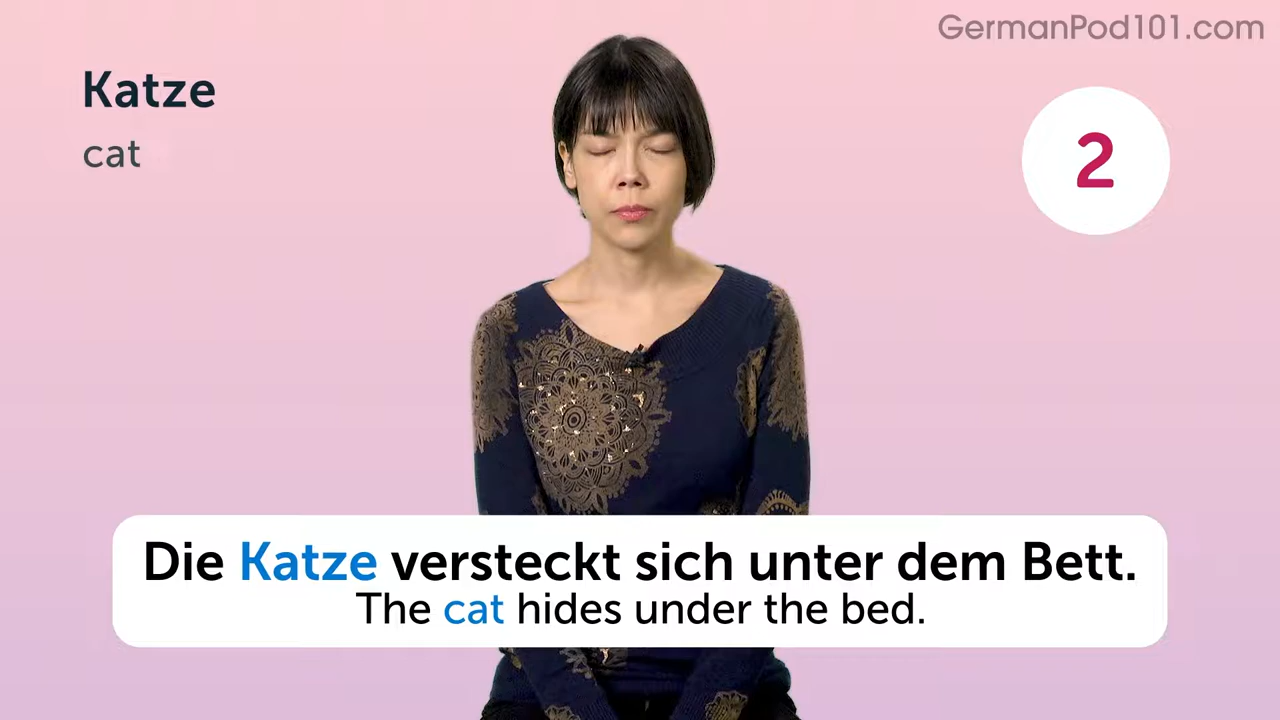 GermanPod101.com
Katze
cat
2
Die Katze versteckt sich unter dem Bett.
The cat hides under the bed.